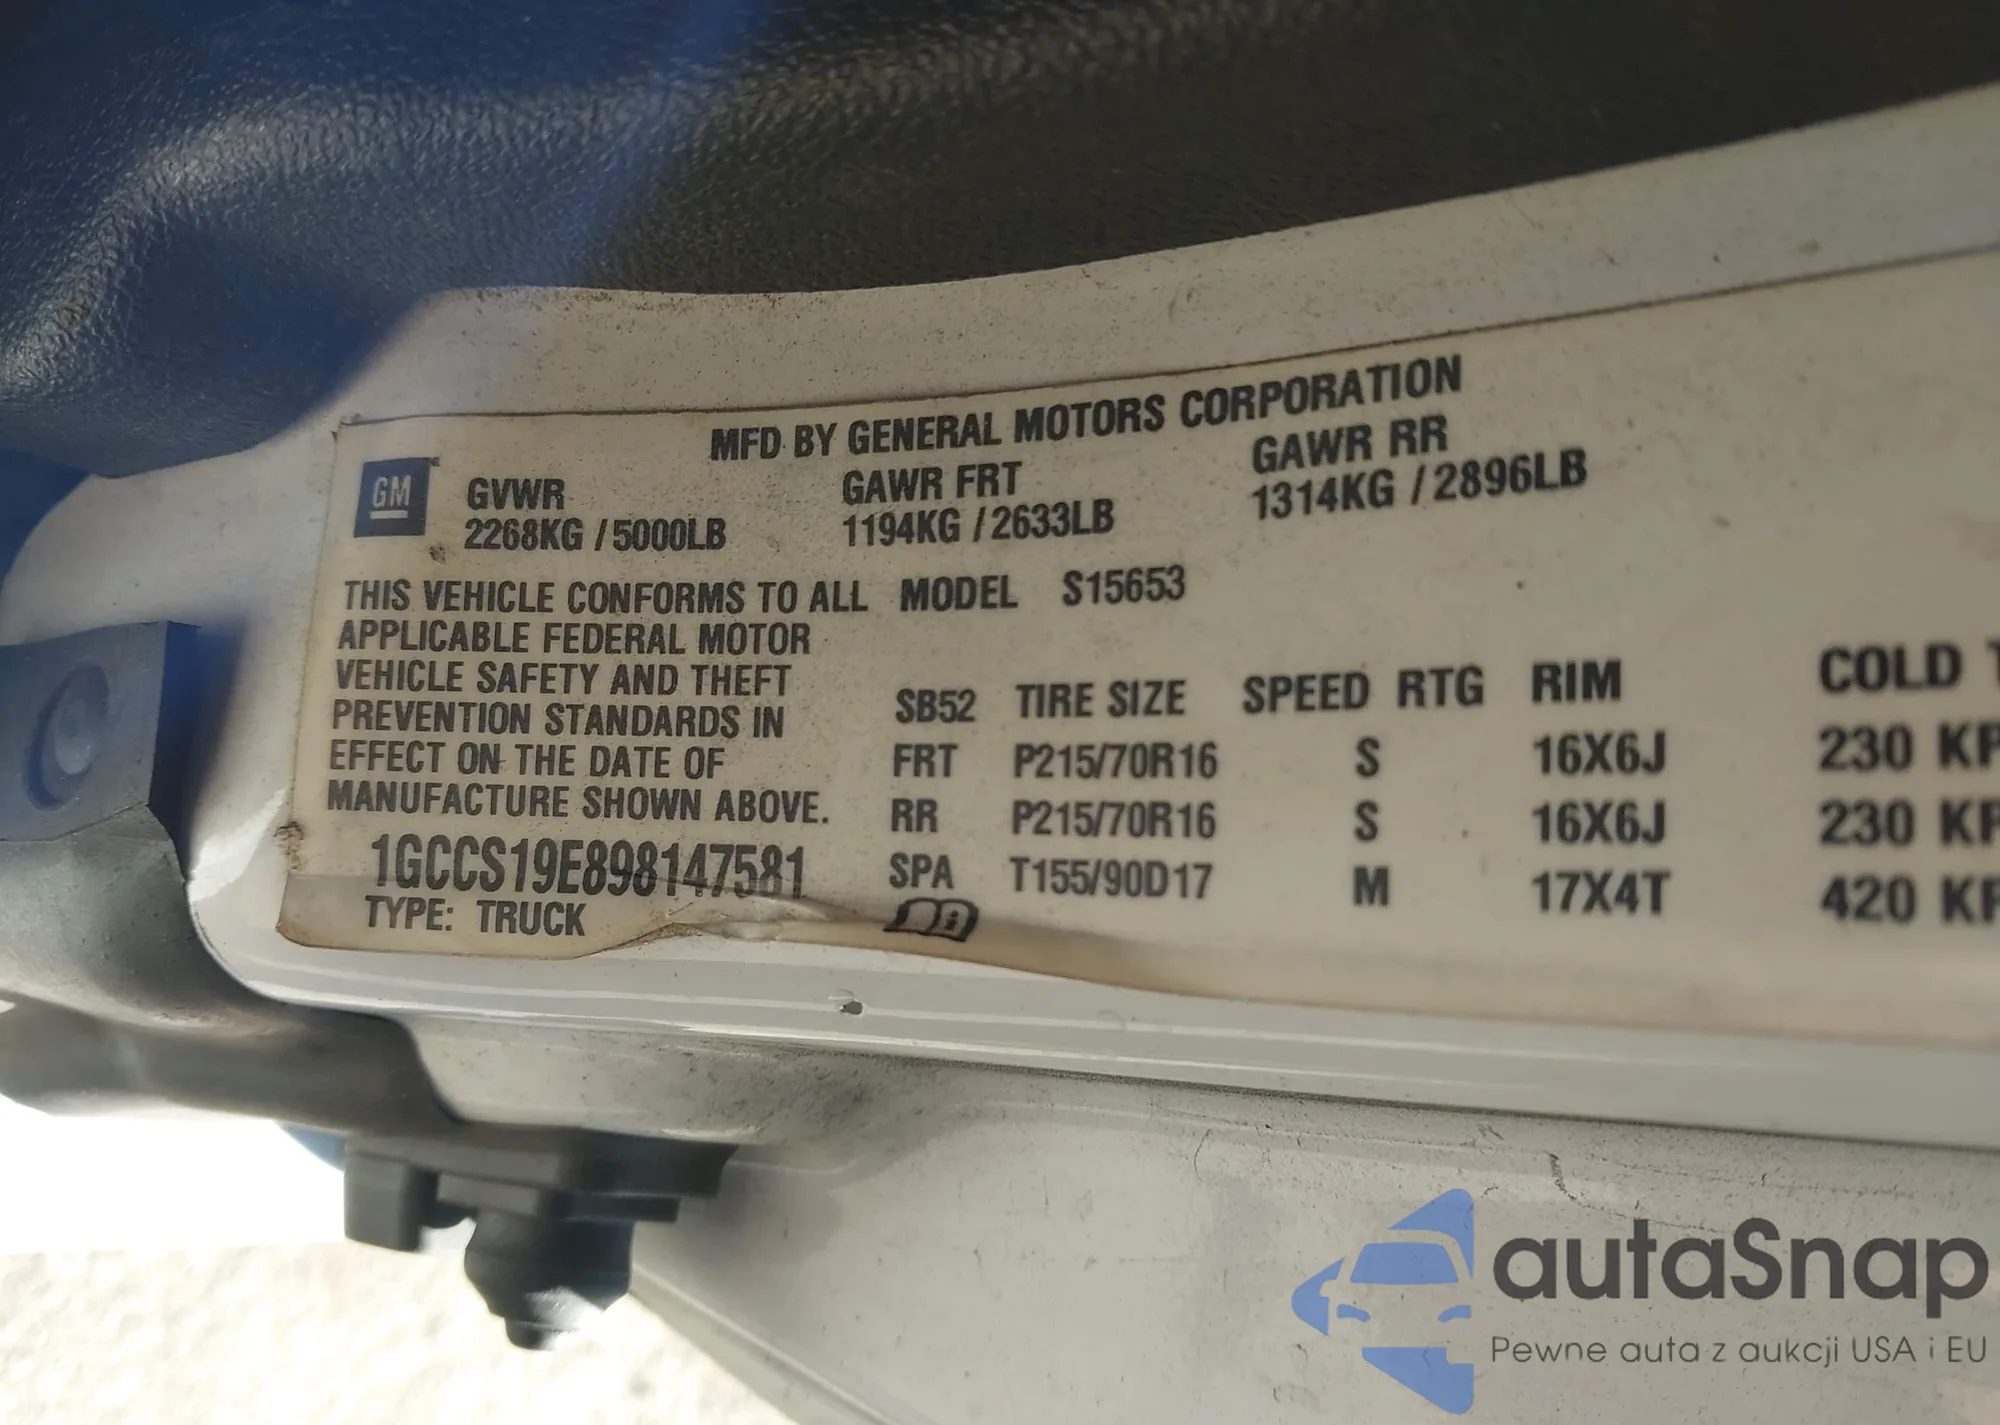 MFD BY GENERAL MOTORS CORPORATION
GM GVWR GAWR FRT GAWR RR
2268KG / 5000LB 1194KG / 2633LB 1314KG / 2896LB
THIS VEHICLE CONFORMS TO ALL MODEL S15653
APPLICABLE FEDERAL MOTOR
VEHICLE SAFETY AND THEFT
PREVENTION STANDARDS IN
EFFECT ON THE DATE OF
MANUFACTURE SHOWN ABOVE.
1GCCS19E898147581
TYPE: TRUCK
SB52 TIRE SIZE SPEED RTG RIM COLD
FRT P215/70R16 S 16X6J 230
RR P215/70R16 S 16X6J 230
SPA T155/90D17 M 17X4T 420
autaSnap
Pewne auta z aukcji USA i EU